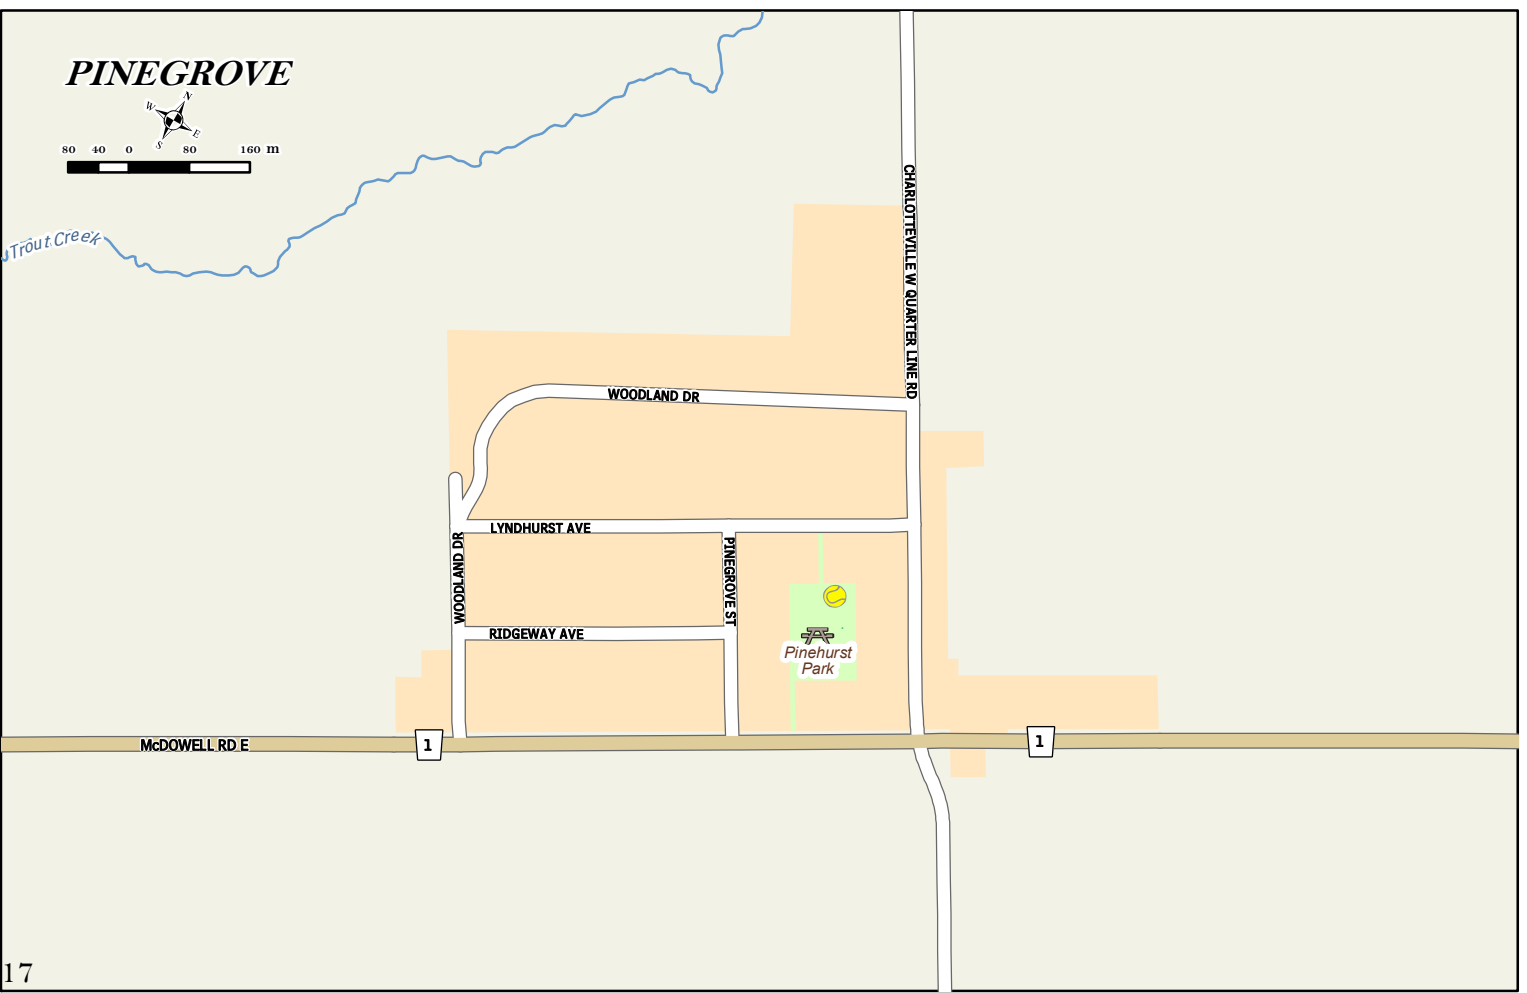 PINEGROVE
N
W
E
S
80 40 0 80 160 m
Trout Creek
CHARLOTTEVILLE W QUARTER LINE RD
WOODLAND DR
LYNDHURST AVE
WOODLAND DR
PINEGROVE ST
RIDGEWAY AVE
Pinehurst
Park
McDOWELL RD E
1
1
17